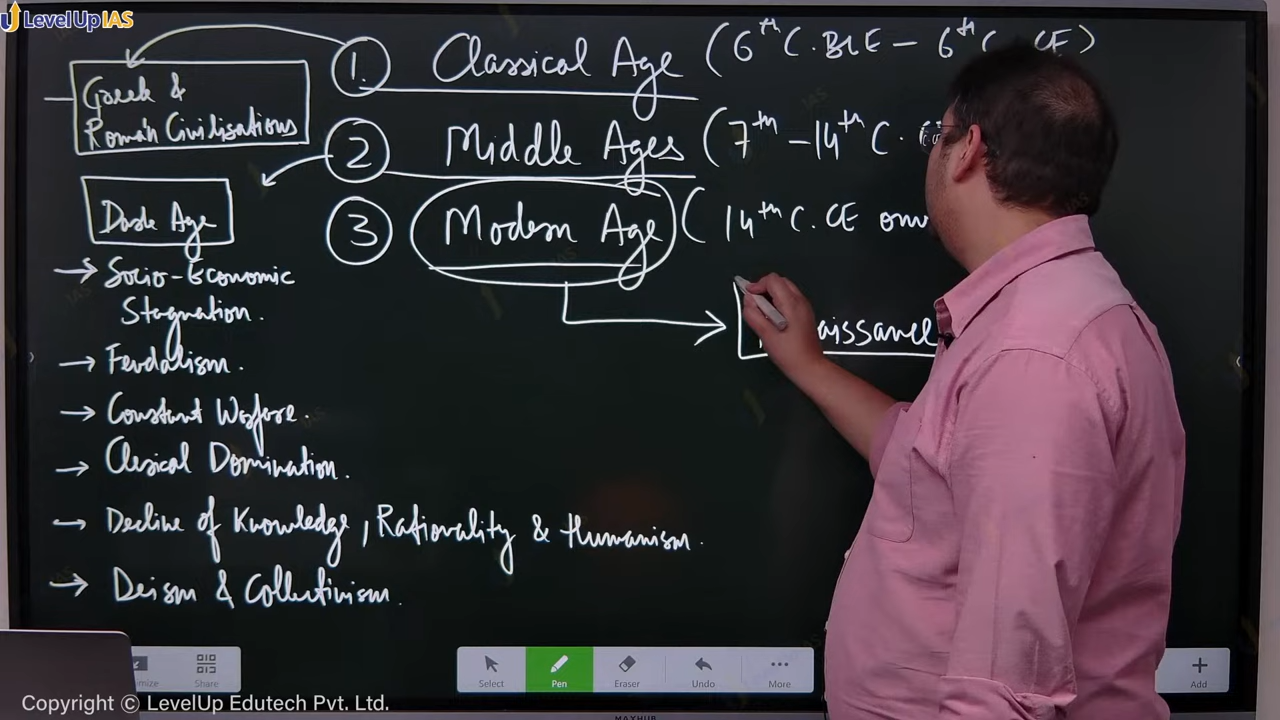 LevelUp IAS
1. Classical Age (6th C. BCE - 6th C. CE)
Greek &
Roman Civilisations
2 Middle Ages (7th - 14th C.
Dark Age
3 Modern Age (14th C. CE
→ Socio-Economic
Stagnation.
→ Feudalism.
→ Constant Warfare.
→ Clerical Domination.
→ Decline of Knowledge, Rationality & Humanism.
→ Deism & Collectivism.
Share
Select
Pen
Eraser
Undo
More
Add
Copyright © LevelUp Edutech Pvt. Ltd.
MAXHUB